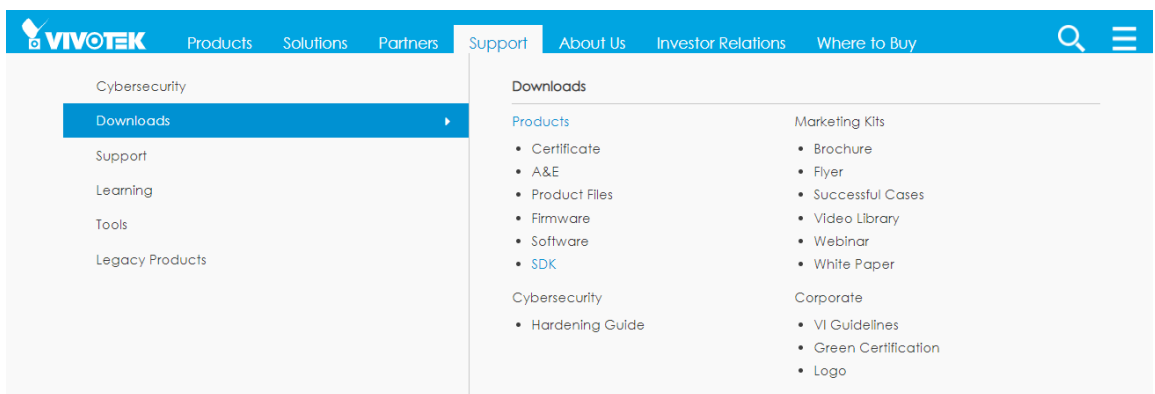 VIVOTEK Products Solutions Partners Support About Us Investor Relations Where to Buy
Cybersecurity
Downloads
Support
Learning
Tools
Legacy Products
Downloads
Products
• Certificate
• A&E
• Product Files
• Firmware
• Software
• SDK
Cybersecurity
• Hardening Guide
Marketing Kits
• Brochure
• Flyer
• Successful Cases
• Video Library
• Webinar
• White Paper
Corporate
• VI Guidelines
• Green Certification
• Logo